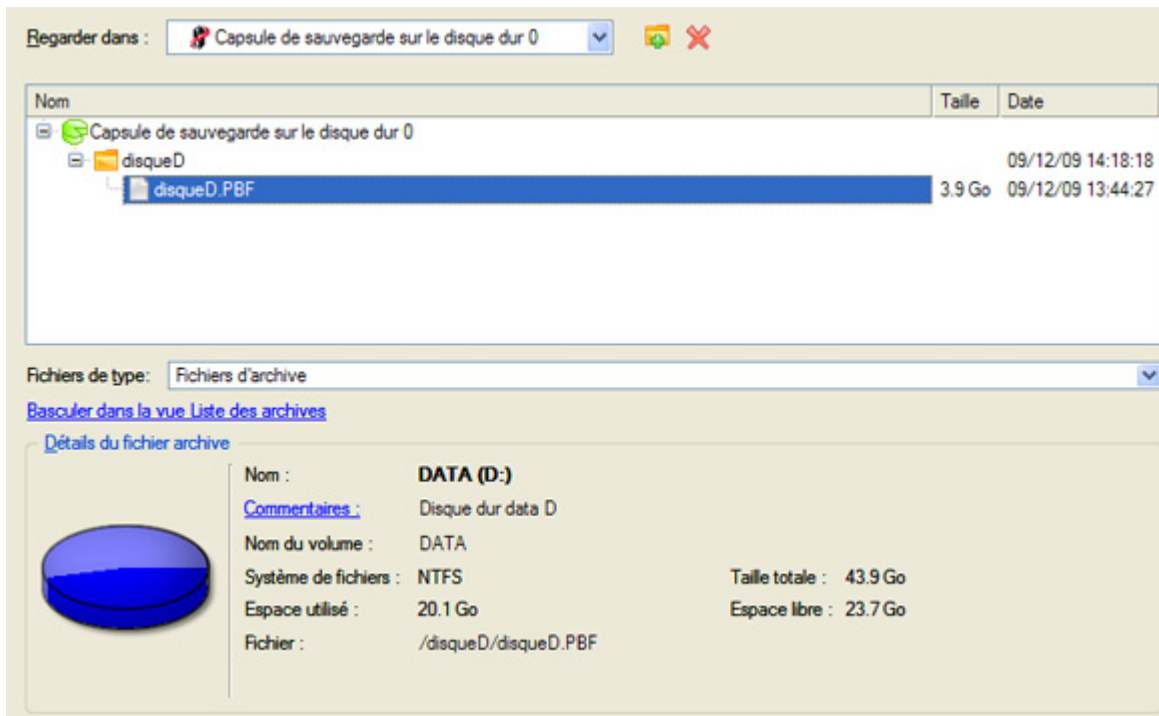 Regarder dans : Capsule de sauvegarde sur le disque dur 0
Nom Taille Date
Capsule de sauvegarde sur le disque dur 0
disqueD 09/12/09 14:18:18
disqueD.PBF 3.9 Go 09/12/09 13:44:27
Fichiers de type: Fichiers d'archive
Basculer dans la vue Liste des archives
Détails du fichier archive
Nom : DATA (D:)
Commentaires : Disque dur data D
Nom du volume : DATA
Système de fichiers : NTFS Taille totale : 43.9 Go
Espace utilisé : 20.1 Go Espace libre : 23.7 Go
Fichier : /disqueD/disqueD.PBF